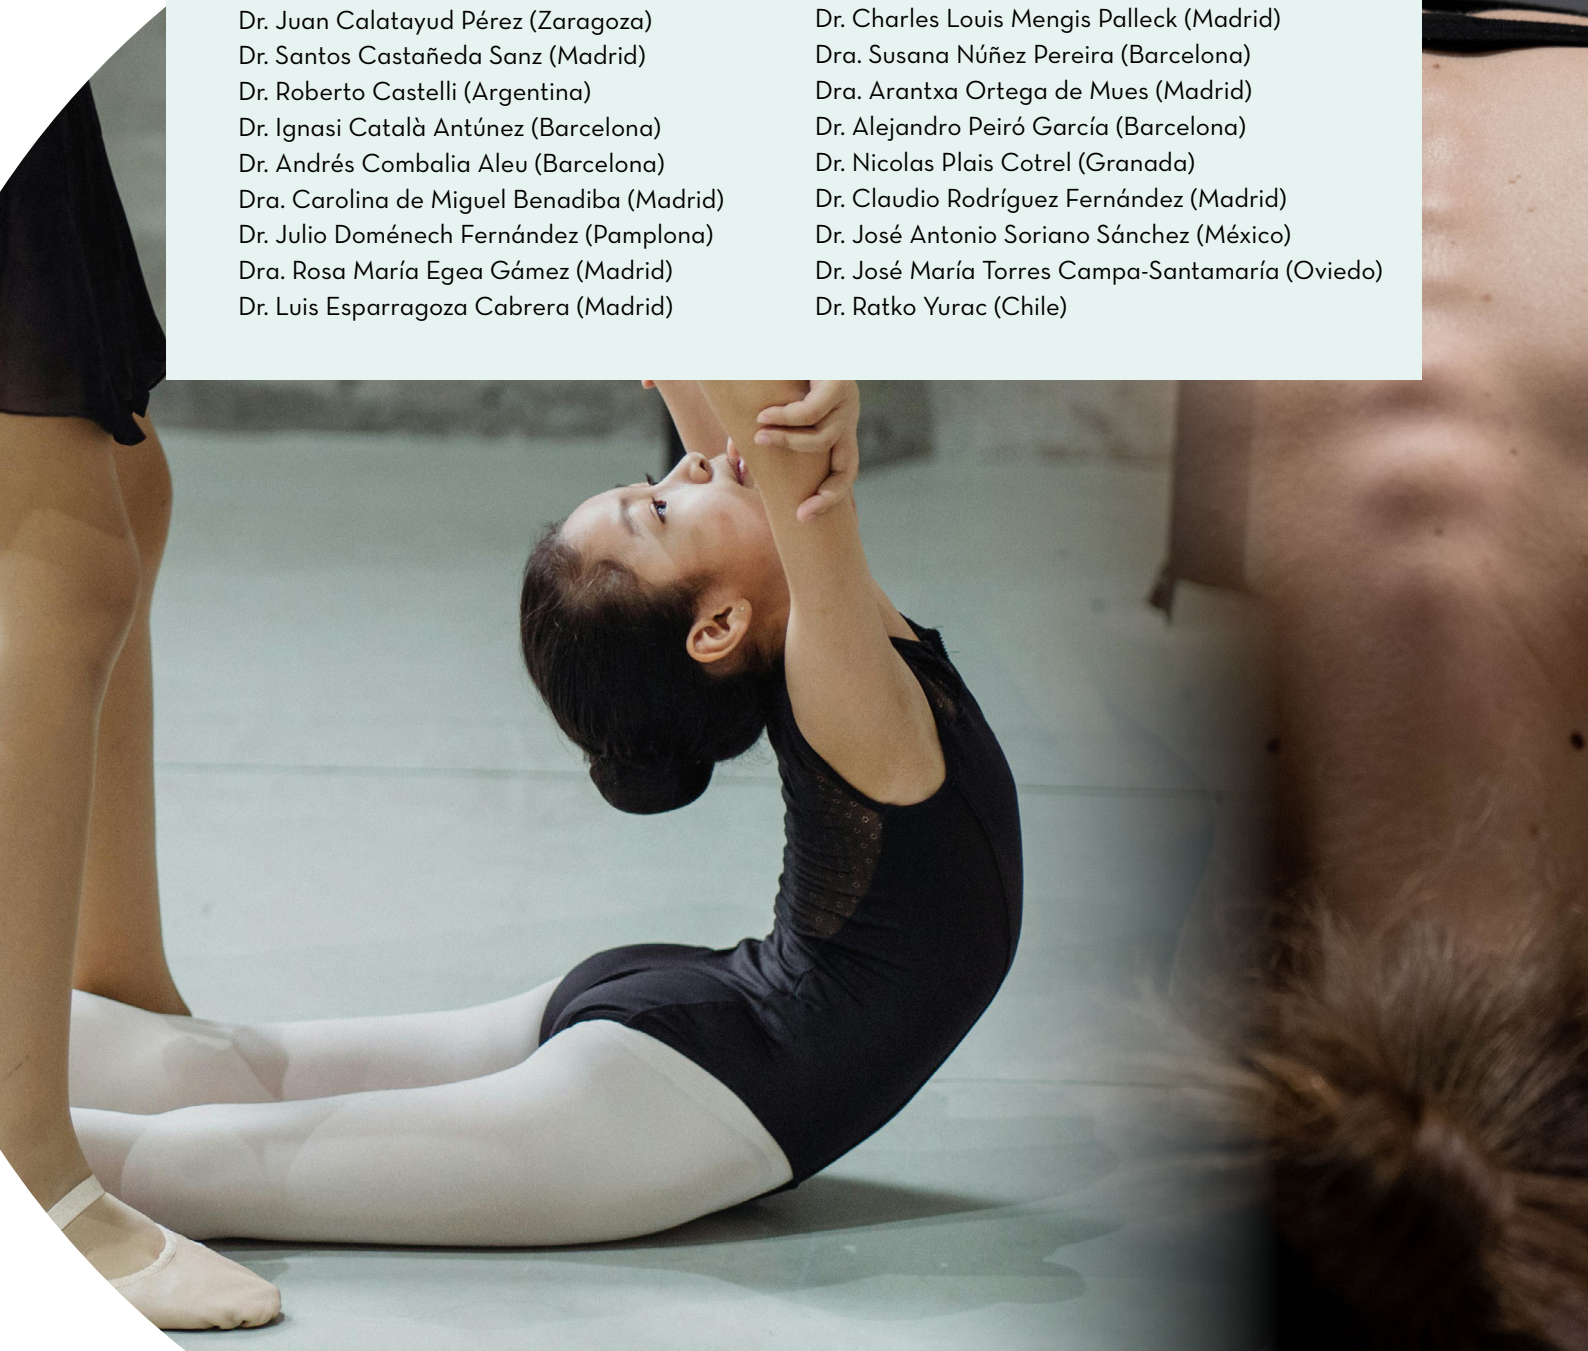 Dr. Juan Calatayud Pérez (Zaragoza)
Dr. Santos Castañeda Sanz (Madrid)
Dr. Roberto Castelli (Argentina)
Dr. Ignasi Català Antúnez (Barcelona)
Dr. Andrés Combalia Aleu (Barcelona)
Dra. Carolina de Miguel Benadiba (Madrid)
Dr. Julio Doménech Fernández (Pamplona)
Dra. Rosa María Egea Gámez (Madrid)
Dr. Luis Esparragoza Cabrera (Madrid)
Dr. Charles Louis Mengis Palleck (Madrid)
Dra. Susana Núñez Pereira (Barcelona)
Dra. Arantxa Ortega de Mues (Madrid)
Dr. Alejandro Peiró García (Barcelona)
Dr. Nicolas Plais Cotrel (Granada)
Dr. Claudio Rodríguez Fernández (Madrid)
Dr. José Antonio Soriano Sánchez (México)
Dr. José María Torres Campa-Santamaría (Oviedo)
Dr. Ratko Yurac (Chile)